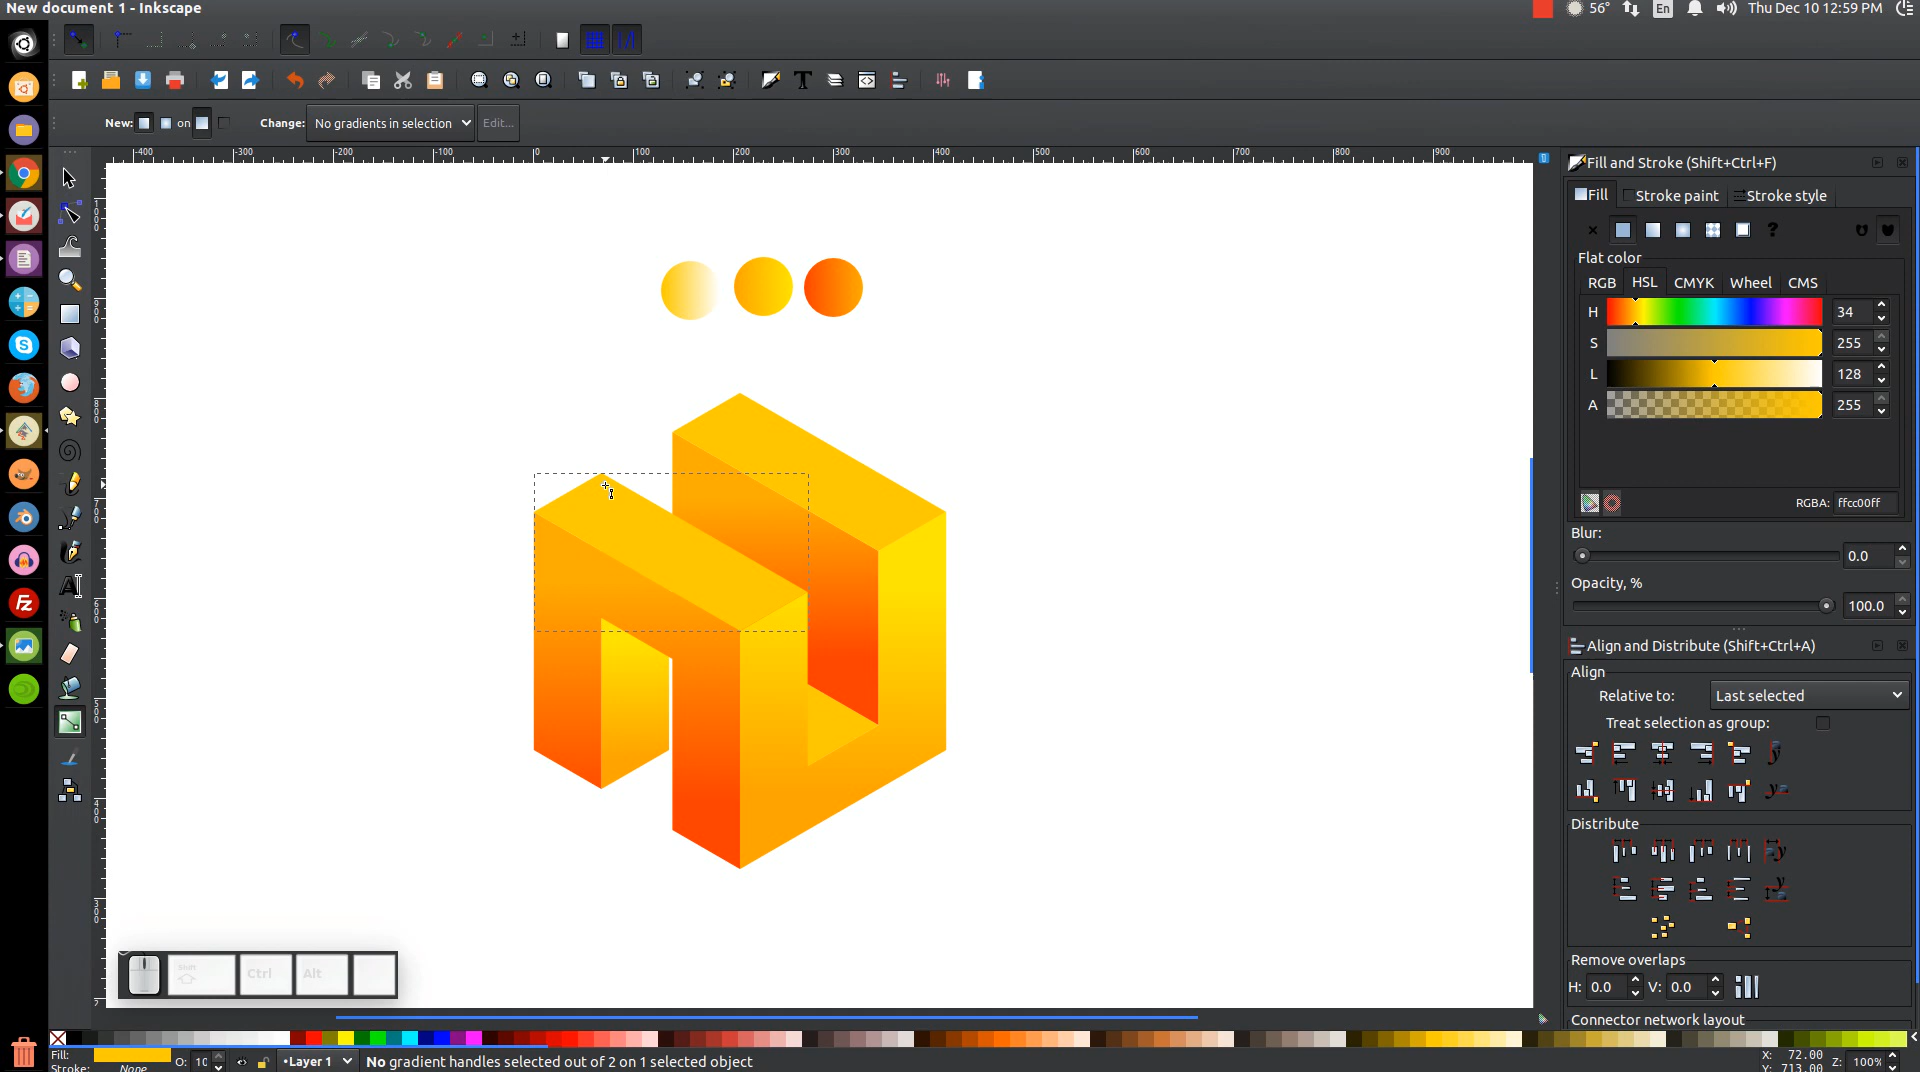 New document 1 - Inkscape
56°
En
Thu Dec 10 12:59 PM
New:
on
Change:
No gradients in selection
Edit...
-400 -300 -200 -100 0 100 200 300 400 500 600 700 800 900
Fill and Stroke (Shift+Ctrl+F)
Fill
Stroke paint
Stroke style
?
Flat color
RGB HSL CMYK Wheel CMS
H 34
S 255
L 128
A 255
RGBA: ffcc00ff
Blur:
0.0
Opacity, %
100.0
Align and Distribute (Shift+Ctrl+A)
Align
Relative to: Last selected
Treat selection as group:
Distribute
Remove overlaps
H: 0.0 V: 0.0
Connector network layout
Shift Ctrl Alt
Fill:
Stroke: None
O: 10
•Layer 1
No gradient handles selected out of 2 on 1 selected object
X: 72.00
Y: 713.00
Z: 100%